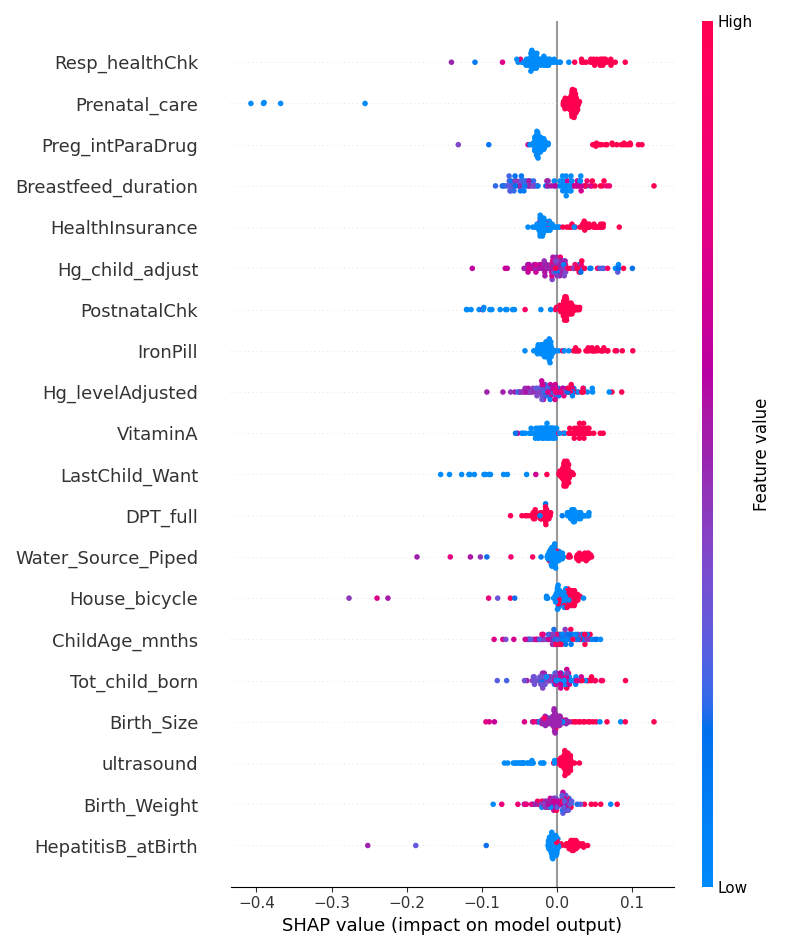 High
Resp_healthChk
Prenatal_care
Preg_intParaDrug
Breastfeed_duration
HealthInsurance
Hg_child_adjust
PostnatalChk
IronPill
Hg_levelAdjusted
VitaminA
LastChild_Want
DPT_full
Water_Source_Piped
House_bicycle
ChildAge_mnths
Tot_child_born
Birth_Size
ultrasound
Birth_Weight
HepatitisB_atBirth
Feature value
Low
−0.4 −0.3 −0.2 −0.1 0.0 0.1
SHAP value (impact on model output)